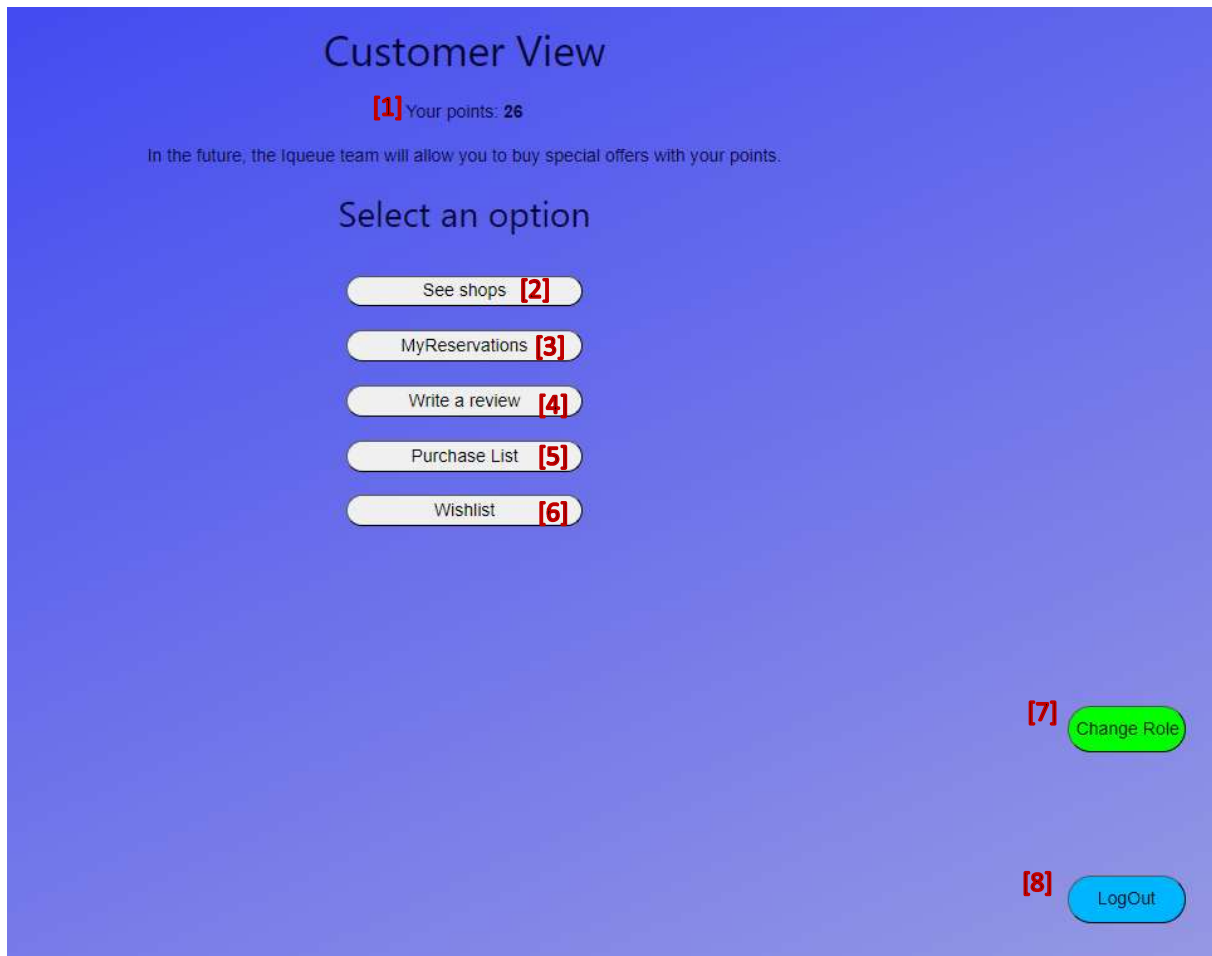 Customer View
[1] Your points: 26
In the future, the Iqueue team will allow you to buy special offers with your points.
Select an option
See shops [2]
MyReservations [3]
Write a review [4]
Purchase List [5]
Wishlist [6]
[7] Change Role
[8] LogOut